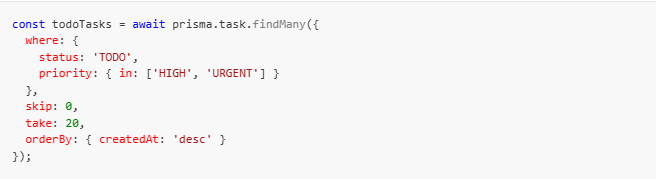 const todoTasks = await prisma.task.findMany({
  where: {
    status: 'TODO',
    priority: { in: ['HIGH', 'URGENT'] }
  },
  skip: 0,
  take: 20,
  orderBy: { createdAt: 'desc' }
});